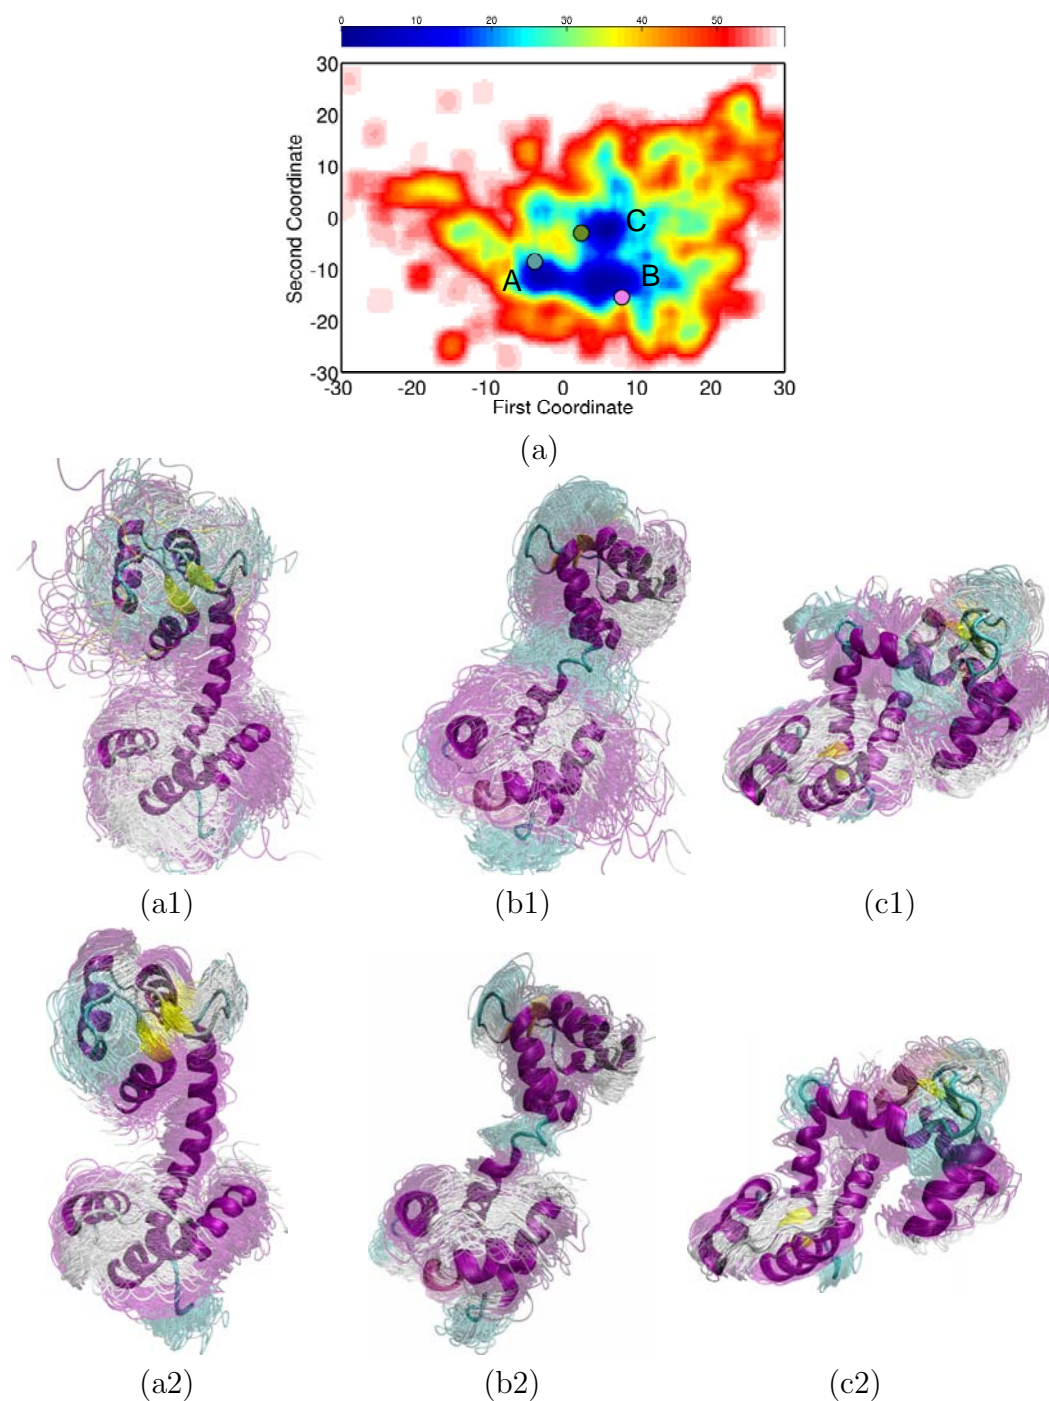 0 10 20 30 40 50
30
20
10
0
-10
-20
-30
Second Coordinate
A
B
C
-30 -20 -10 0 10 20 30
First Coordinate
(a)
(a1) (b1) (c1)
(a2) (b2) (c2)